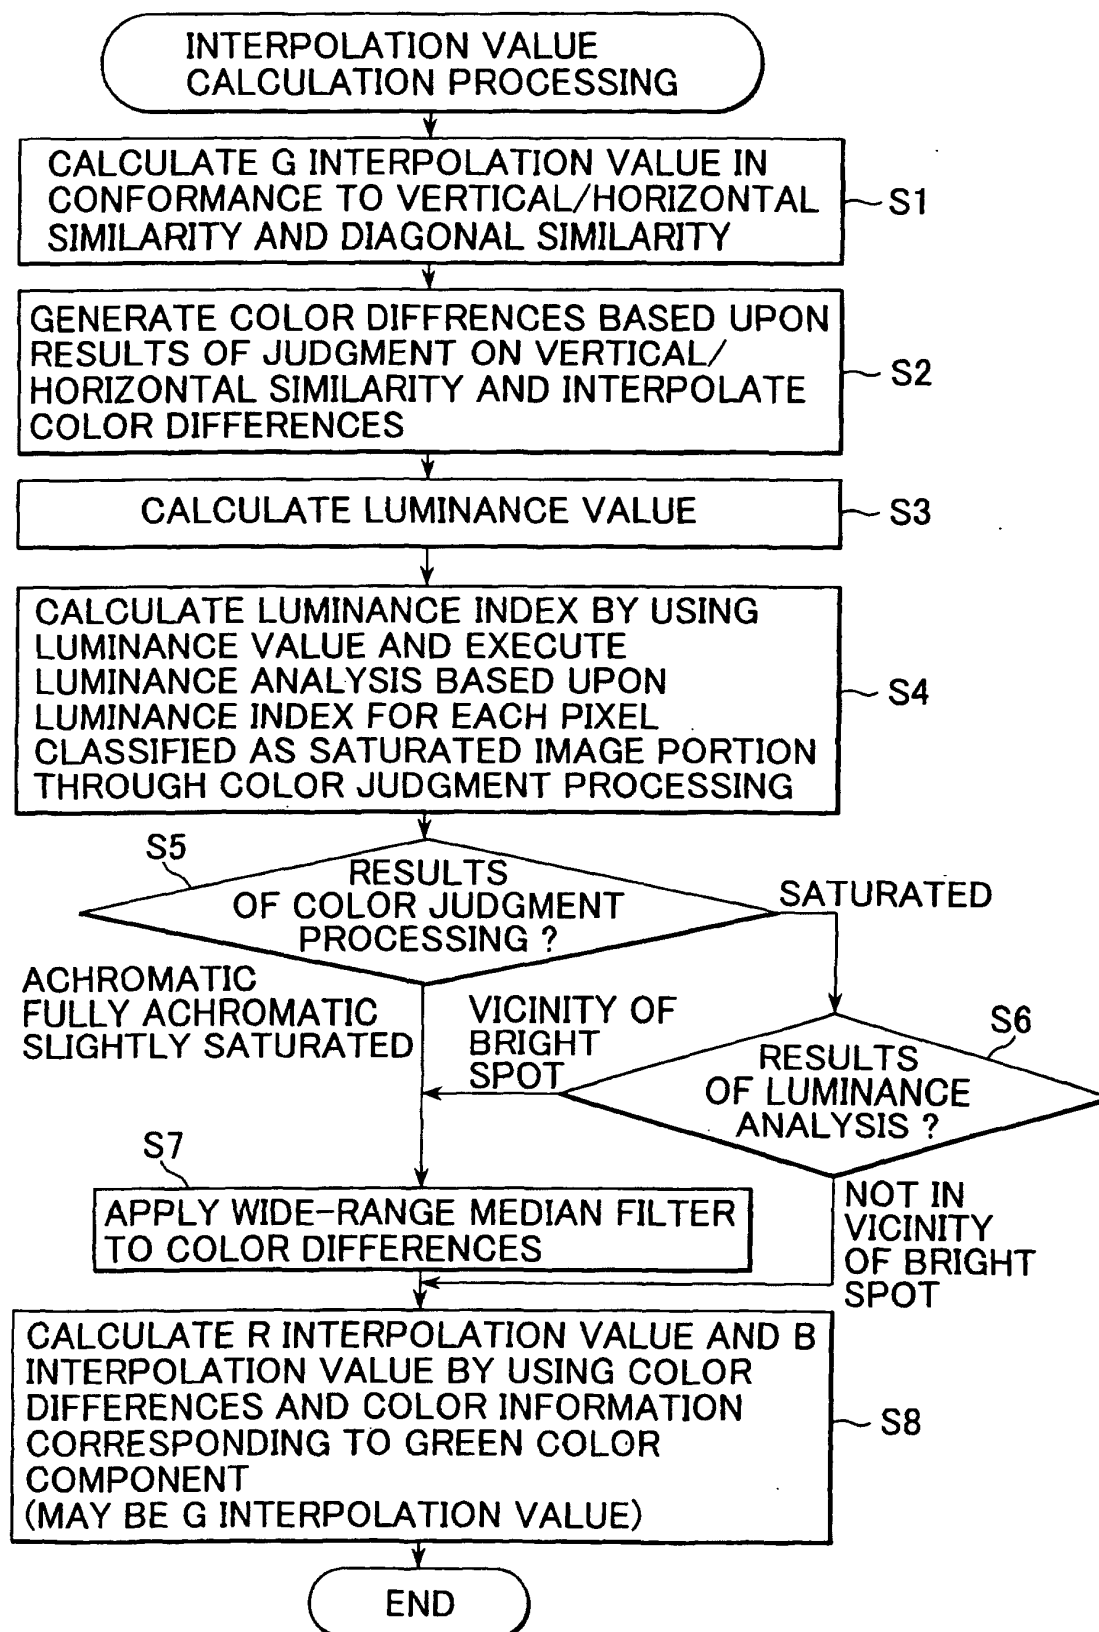 INTERPOLATION VALUE
CALCULATION PROCESSING
CALCULATE G INTERPOLATION VALUE IN
CONFORMANCE TO VERTICAL/HORIZONTAL
SIMILARITY AND DIAGONAL SIMILARITY
S1
GENERATE COLOR DIFFRENCES BASED UPON
RESULTS OF JUDGMENT ON VERTICAL/
HORIZONTAL SIMILARITY AND INTERPOLATE
COLOR DIFFERENCES
S2
CALCULATE LUMINANCE VALUE
S3
CALCULATE LUMINANCE INDEX BY USING
LUMINANCE VALUE AND EXECUTE
LUMINANCE ANALYSIS BASED UPON
LUMINANCE INDEX FOR EACH PIXEL
CLASSIFIED AS SATURATED IMAGE PORTION
THROUGH COLOR JUDGMENT PROCESSING
S4
S5
RESULTS
OF COLOR JUDGMENT
PROCESSING ?
SATURATED
ACHROMATIC
FULLY ACHROMATIC
SLIGHTLY SATURATED
VICINITY OF
BRIGHT
SPOT
S6
RESULTS
OF LUMINANCE
ANALYSIS ?
S7
APPLY WIDE-RANGE MEDIAN FILTER
TO COLOR DIFFERENCES
NOT IN
VICINITY
OF BRIGHT
SPOT
CALCULATE R INTERPOLATION VALUE AND B
INTERPOLATION VALUE BY USING COLOR
DIFFERENCES AND COLOR INFORMATION
CORRESPONDING TO GREEN COLOR
COMPONENT
(MAY BE G INTERPOLATION VALUE)
S8
END